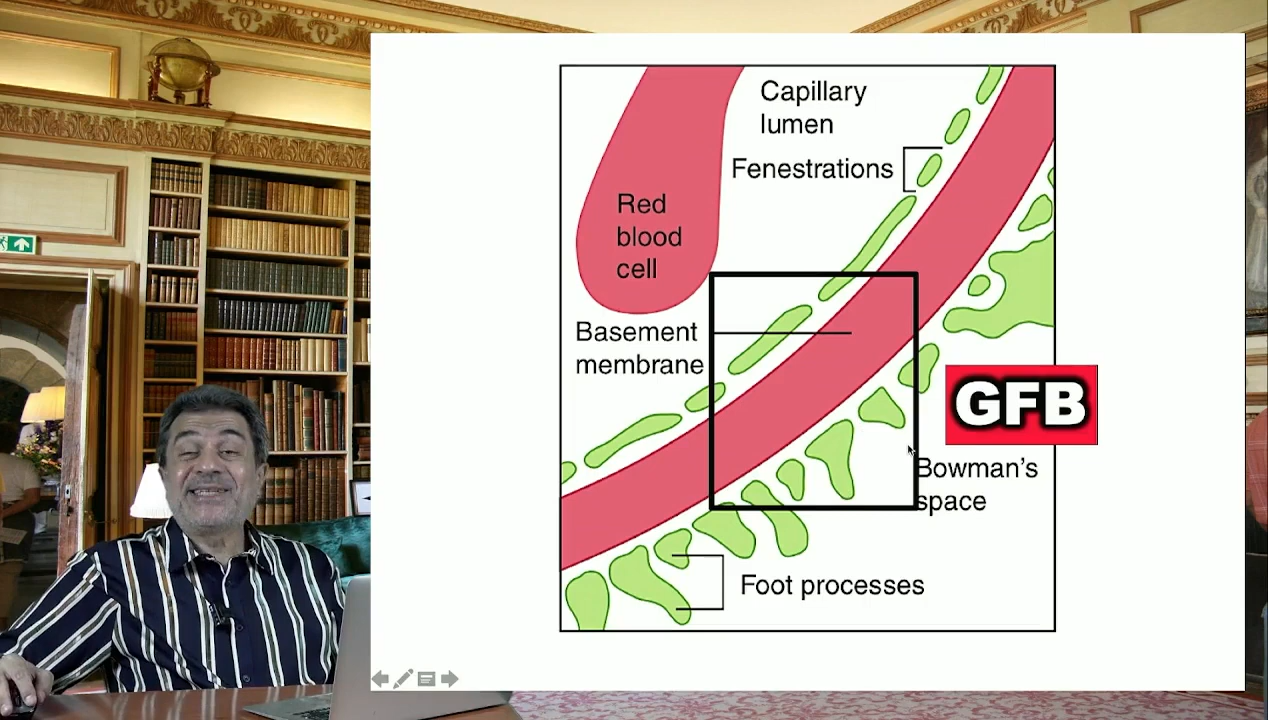 Capillary
lumen
Fenestrations
Red
blood
cell
Basement
membrane
GFB
Bowman's
space
Foot processes